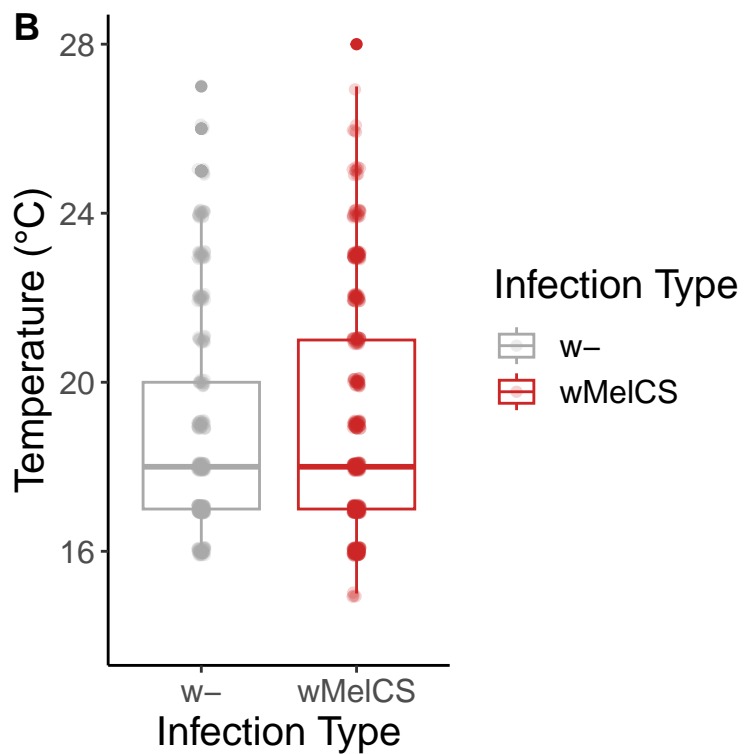 B
28
24
20
16
Temperature (°C)
w–
wMelCS
Infection Type
Infection Type
w–
wMelCS